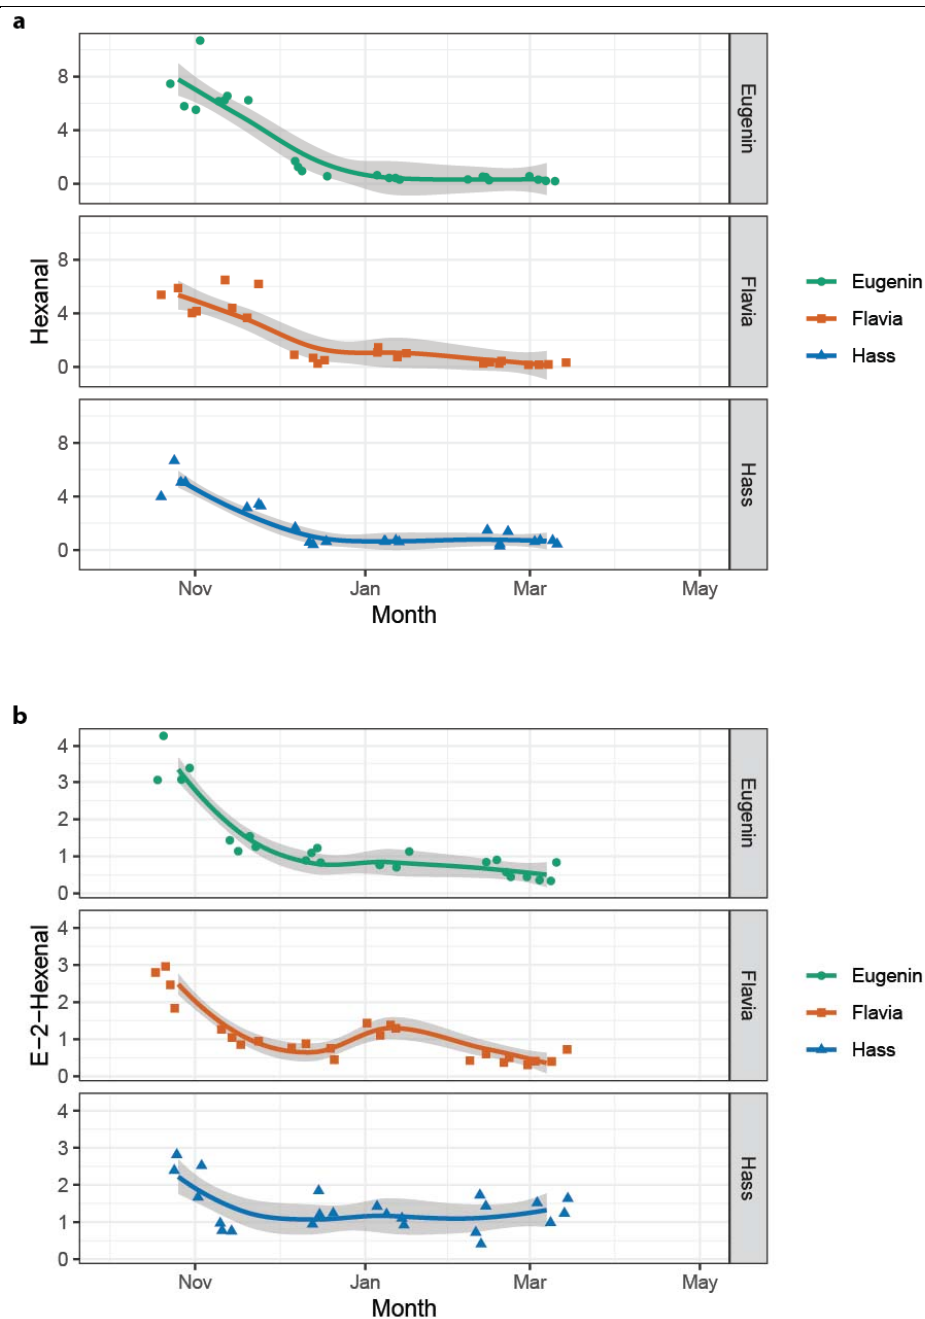 a
8
4
0
Eugenin
Hexanal
8
4
0
Flavia
8
4
0
Hass
Nov Jan Mar May
Month
Eugenin
Flavia
Hass
b
4
3
2
1
0
Eugenin
E−2−Hexenal
4
3
2
1
0
Flavia
4
3
2
1
0
Hass
Nov Jan Mar May
Month
Eugenin
Flavia
Hass